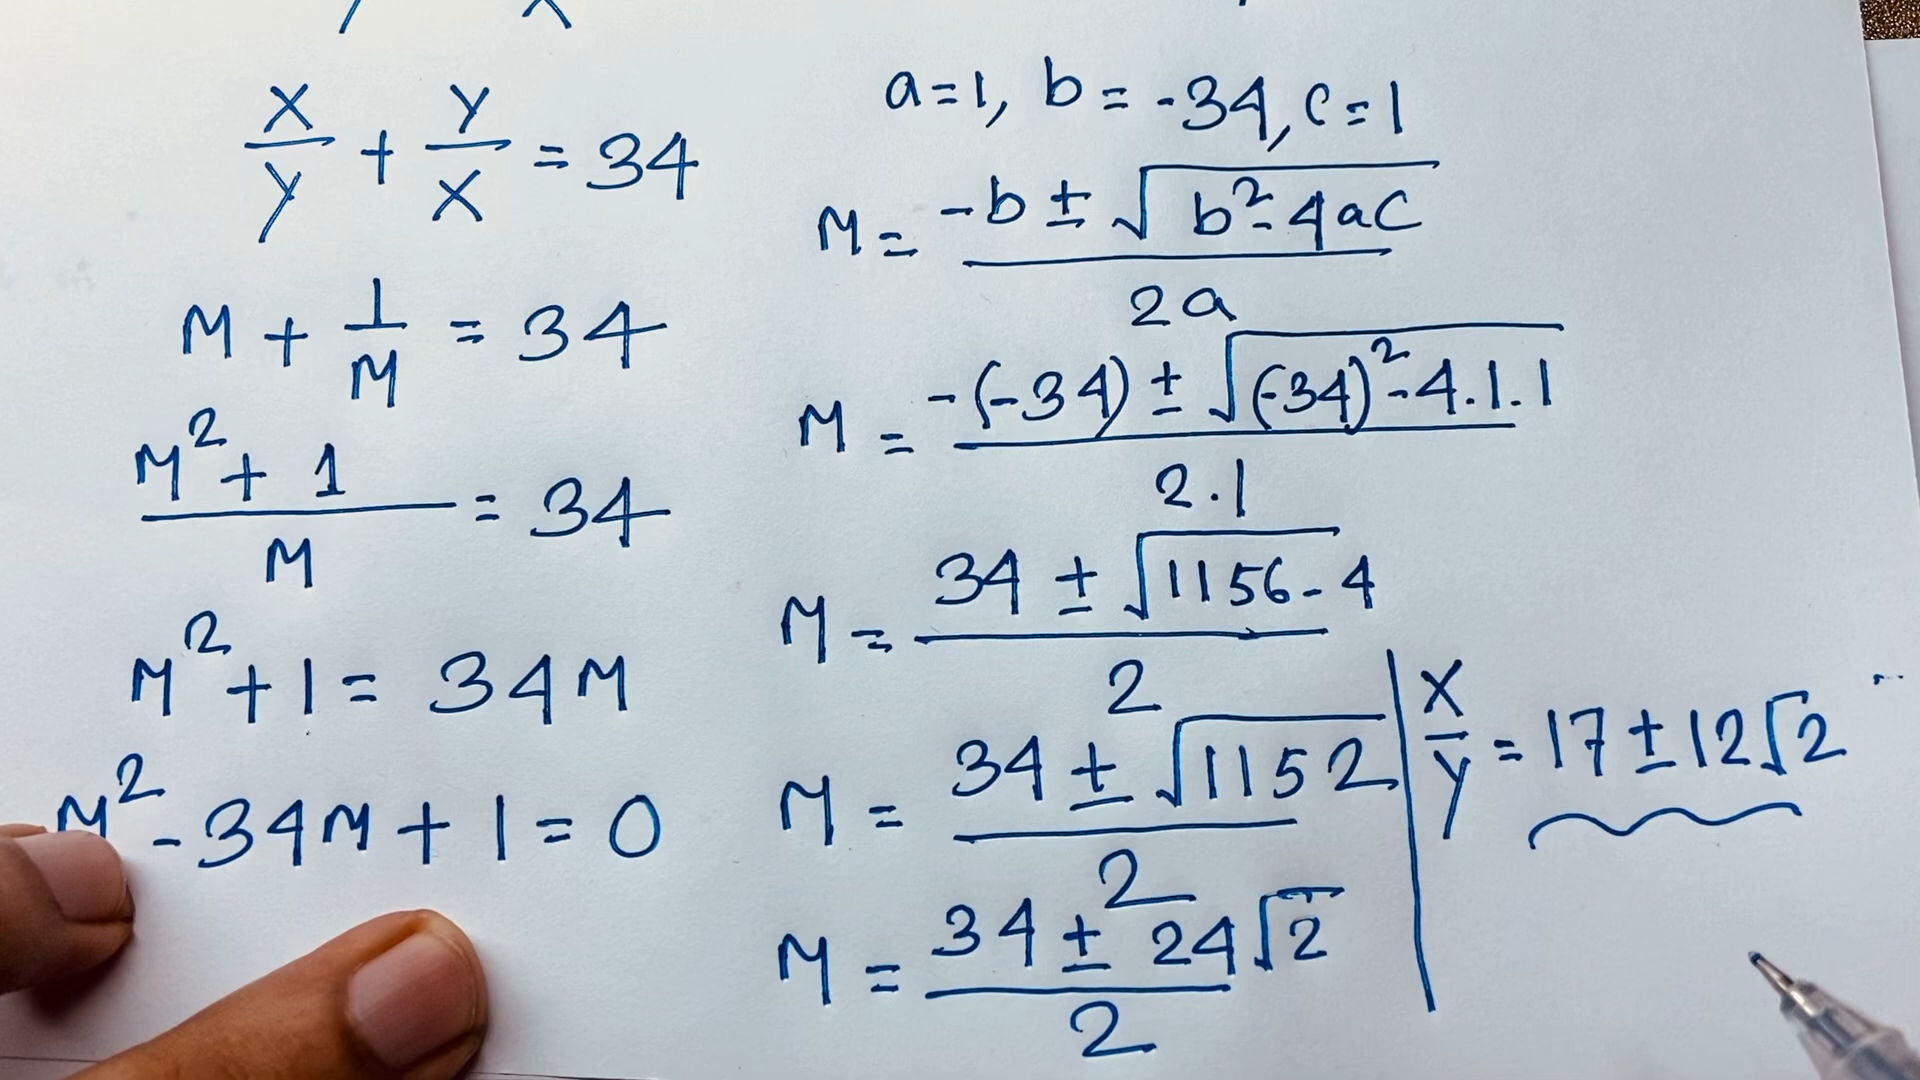 x/y + y/x = 34
M + 1/M = 34
(M² + 1)/M = 34
M² + 1 = 34M
M² - 34M + 1 = 0
a=1, b = -34, c=1
M = (-b ± √(b² - 4ac))/2a
M = (-(-34) ± √((-34)² - 4.1.1))/2.1
M = (34 ± √(1156 - 4))/2
M = (34 ± √1152)/2
M = (34 ± 24√2)/2
x/y = 17 ± 12√2